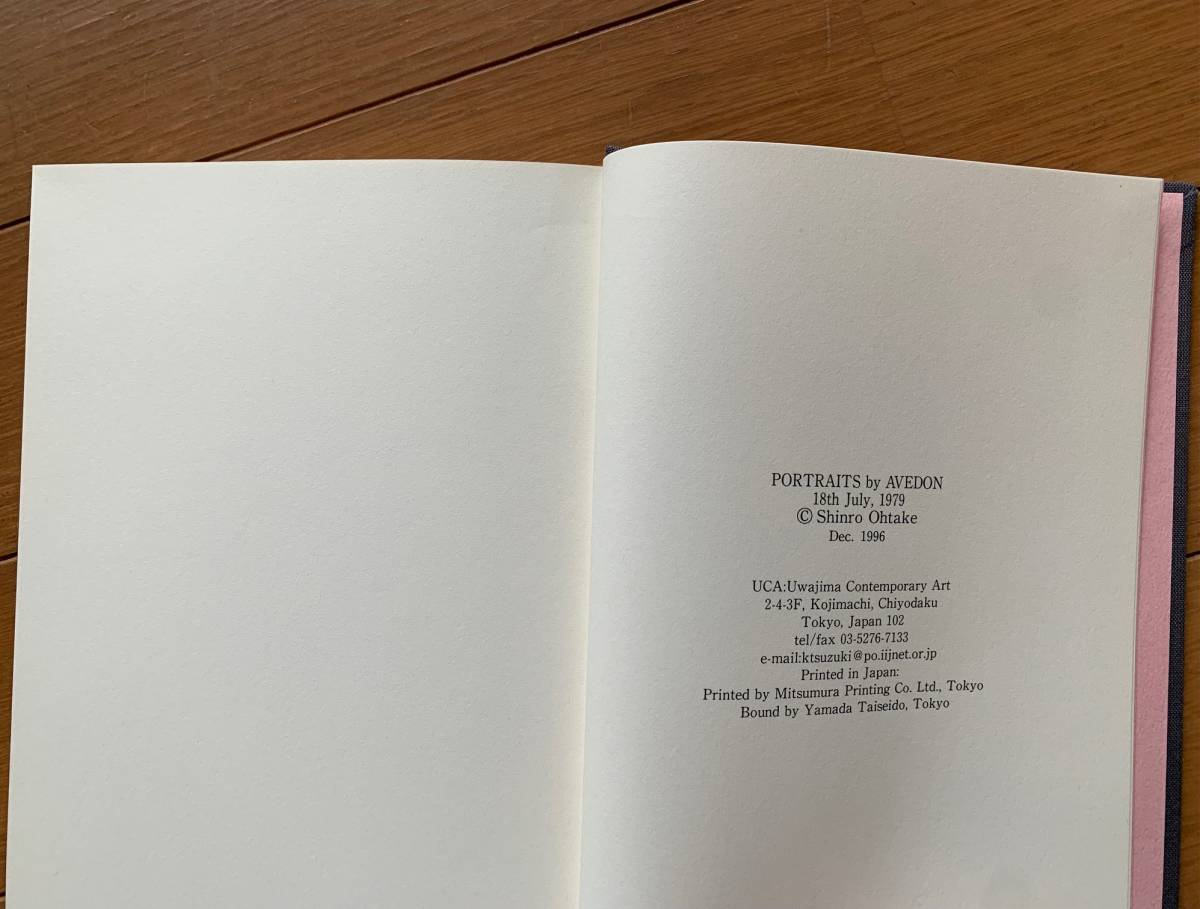 PORTRAITS by AVEDON
18th July, 1979
© Shinro Ohtake
Dec. 1996
UCA:Uwajima Contemporary Art
2-4-3F, Kojimachi, Chiyodaku
Tokyo, Japan 102
tel/fax 03-5276-7133
e-mail:ktsuzuki@po.iijnet.or.jp
Printed in Japan:
Printed by Mitsumura Printing Co. Ltd., Tokyo
Bound by Yamada Taiseido, Tokyo